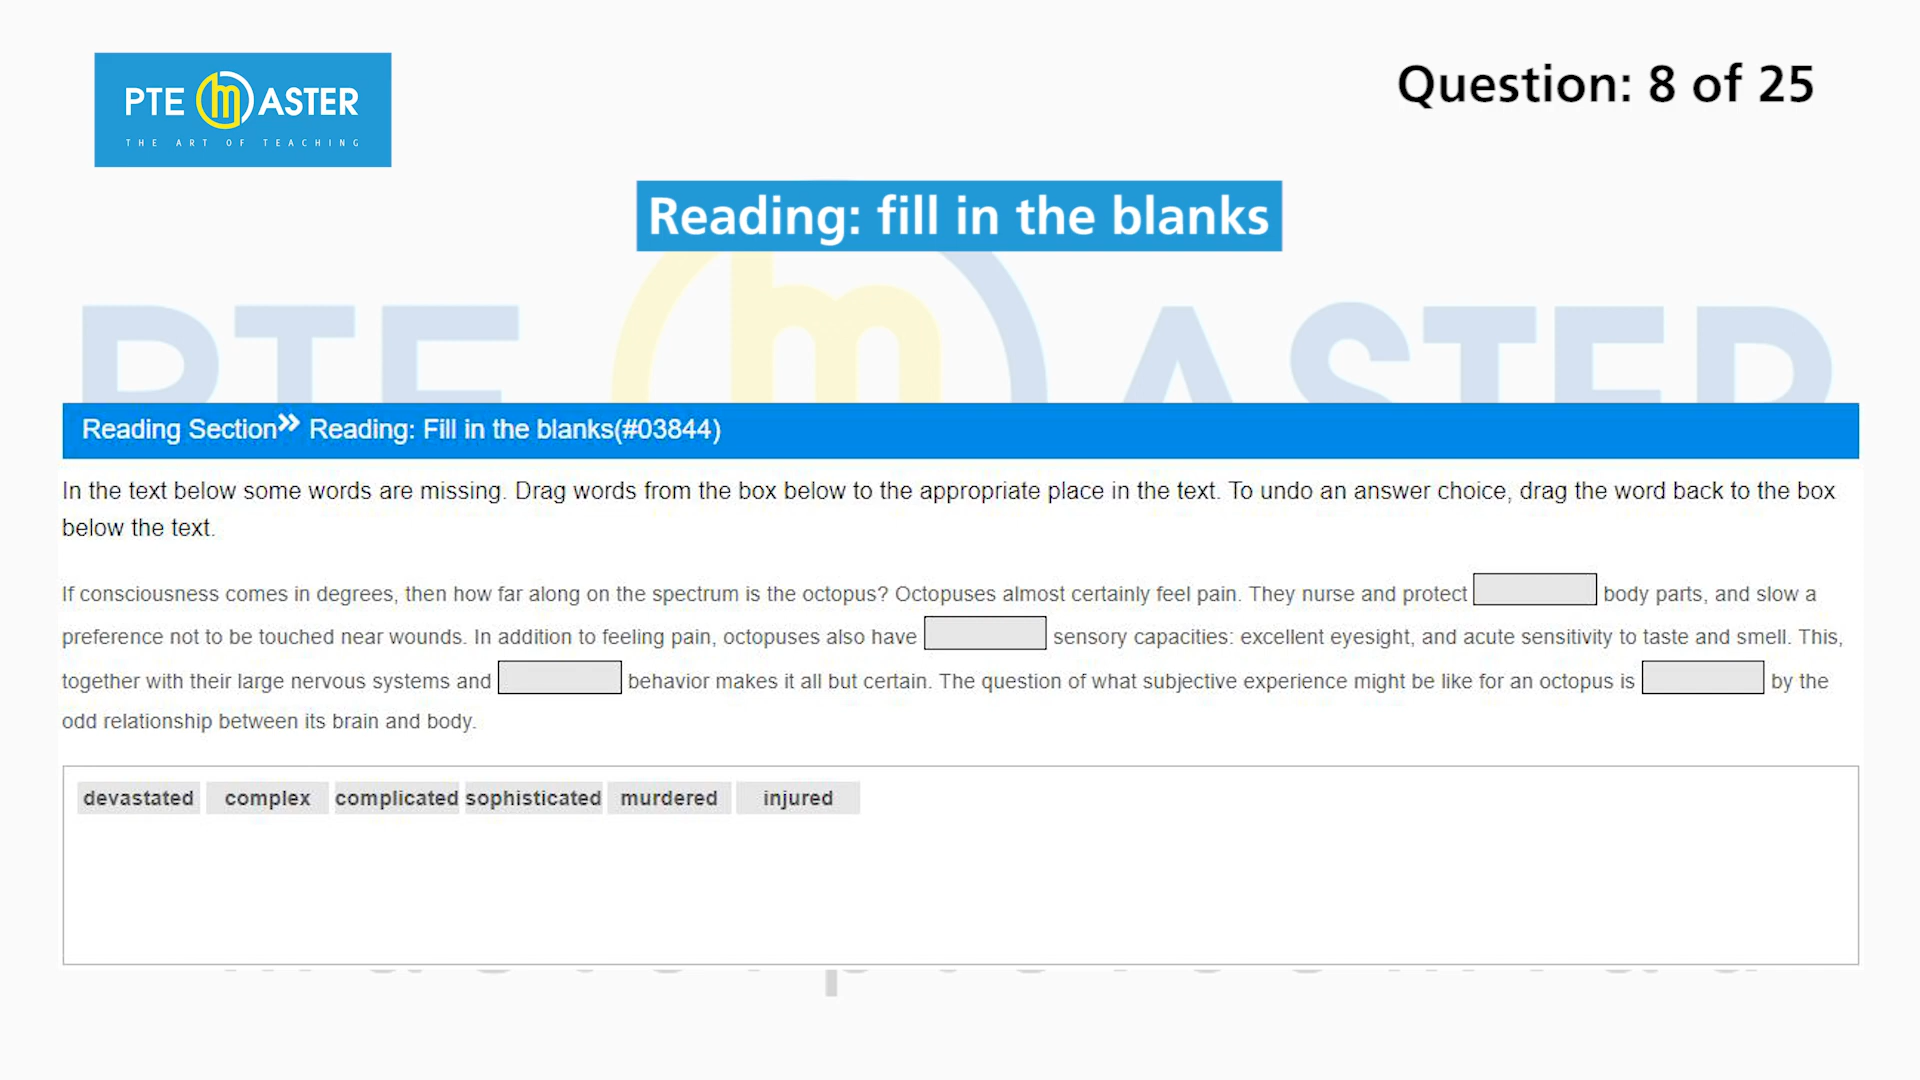 PTE MASTER
THE ART OF TEACHING
Question: 8 of 25
Reading: fill in the blanks
PTE MASTER
Reading Section» Reading: Fill in the blanks(#03844)
In the text below some words are missing. Drag words from the box below to the appropriate place in the text. To undo an answer choice, drag the word back to the box
below the text.
If consciousness comes in degrees, then how far along on the spectrum is the octopus? Octopuses almost certainly feel pain. They nurse and protect body parts, and slow a
preference not to be touched near wounds. In addition to feeling pain, octopuses also have sensory capacities: excellent eyesight, and acute sensitivity to taste and smell. This,
together with their large nervous systems and behavior makes it all but certain. The question of what subjective experience might be like for an octopus is by the
odd relationship between its brain and body.
devastated complex complicated sophisticated murdered injured